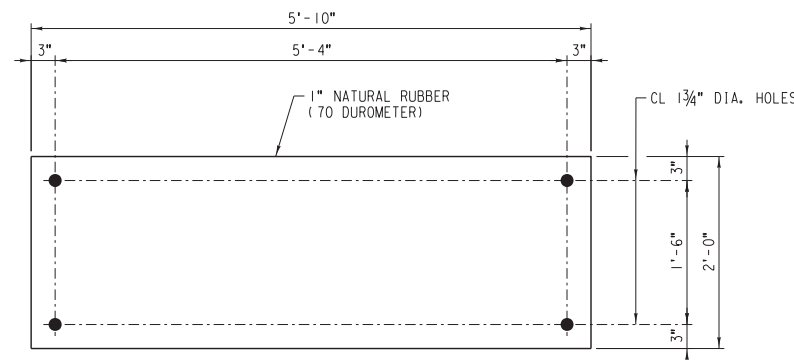 5'-10"
3" 5'-4" 3"
1" NATURAL RUBBER
(70 DUROMETER)
CL 1¾" DIA. HOLES
3"
1'-6"
2'-0"
3"